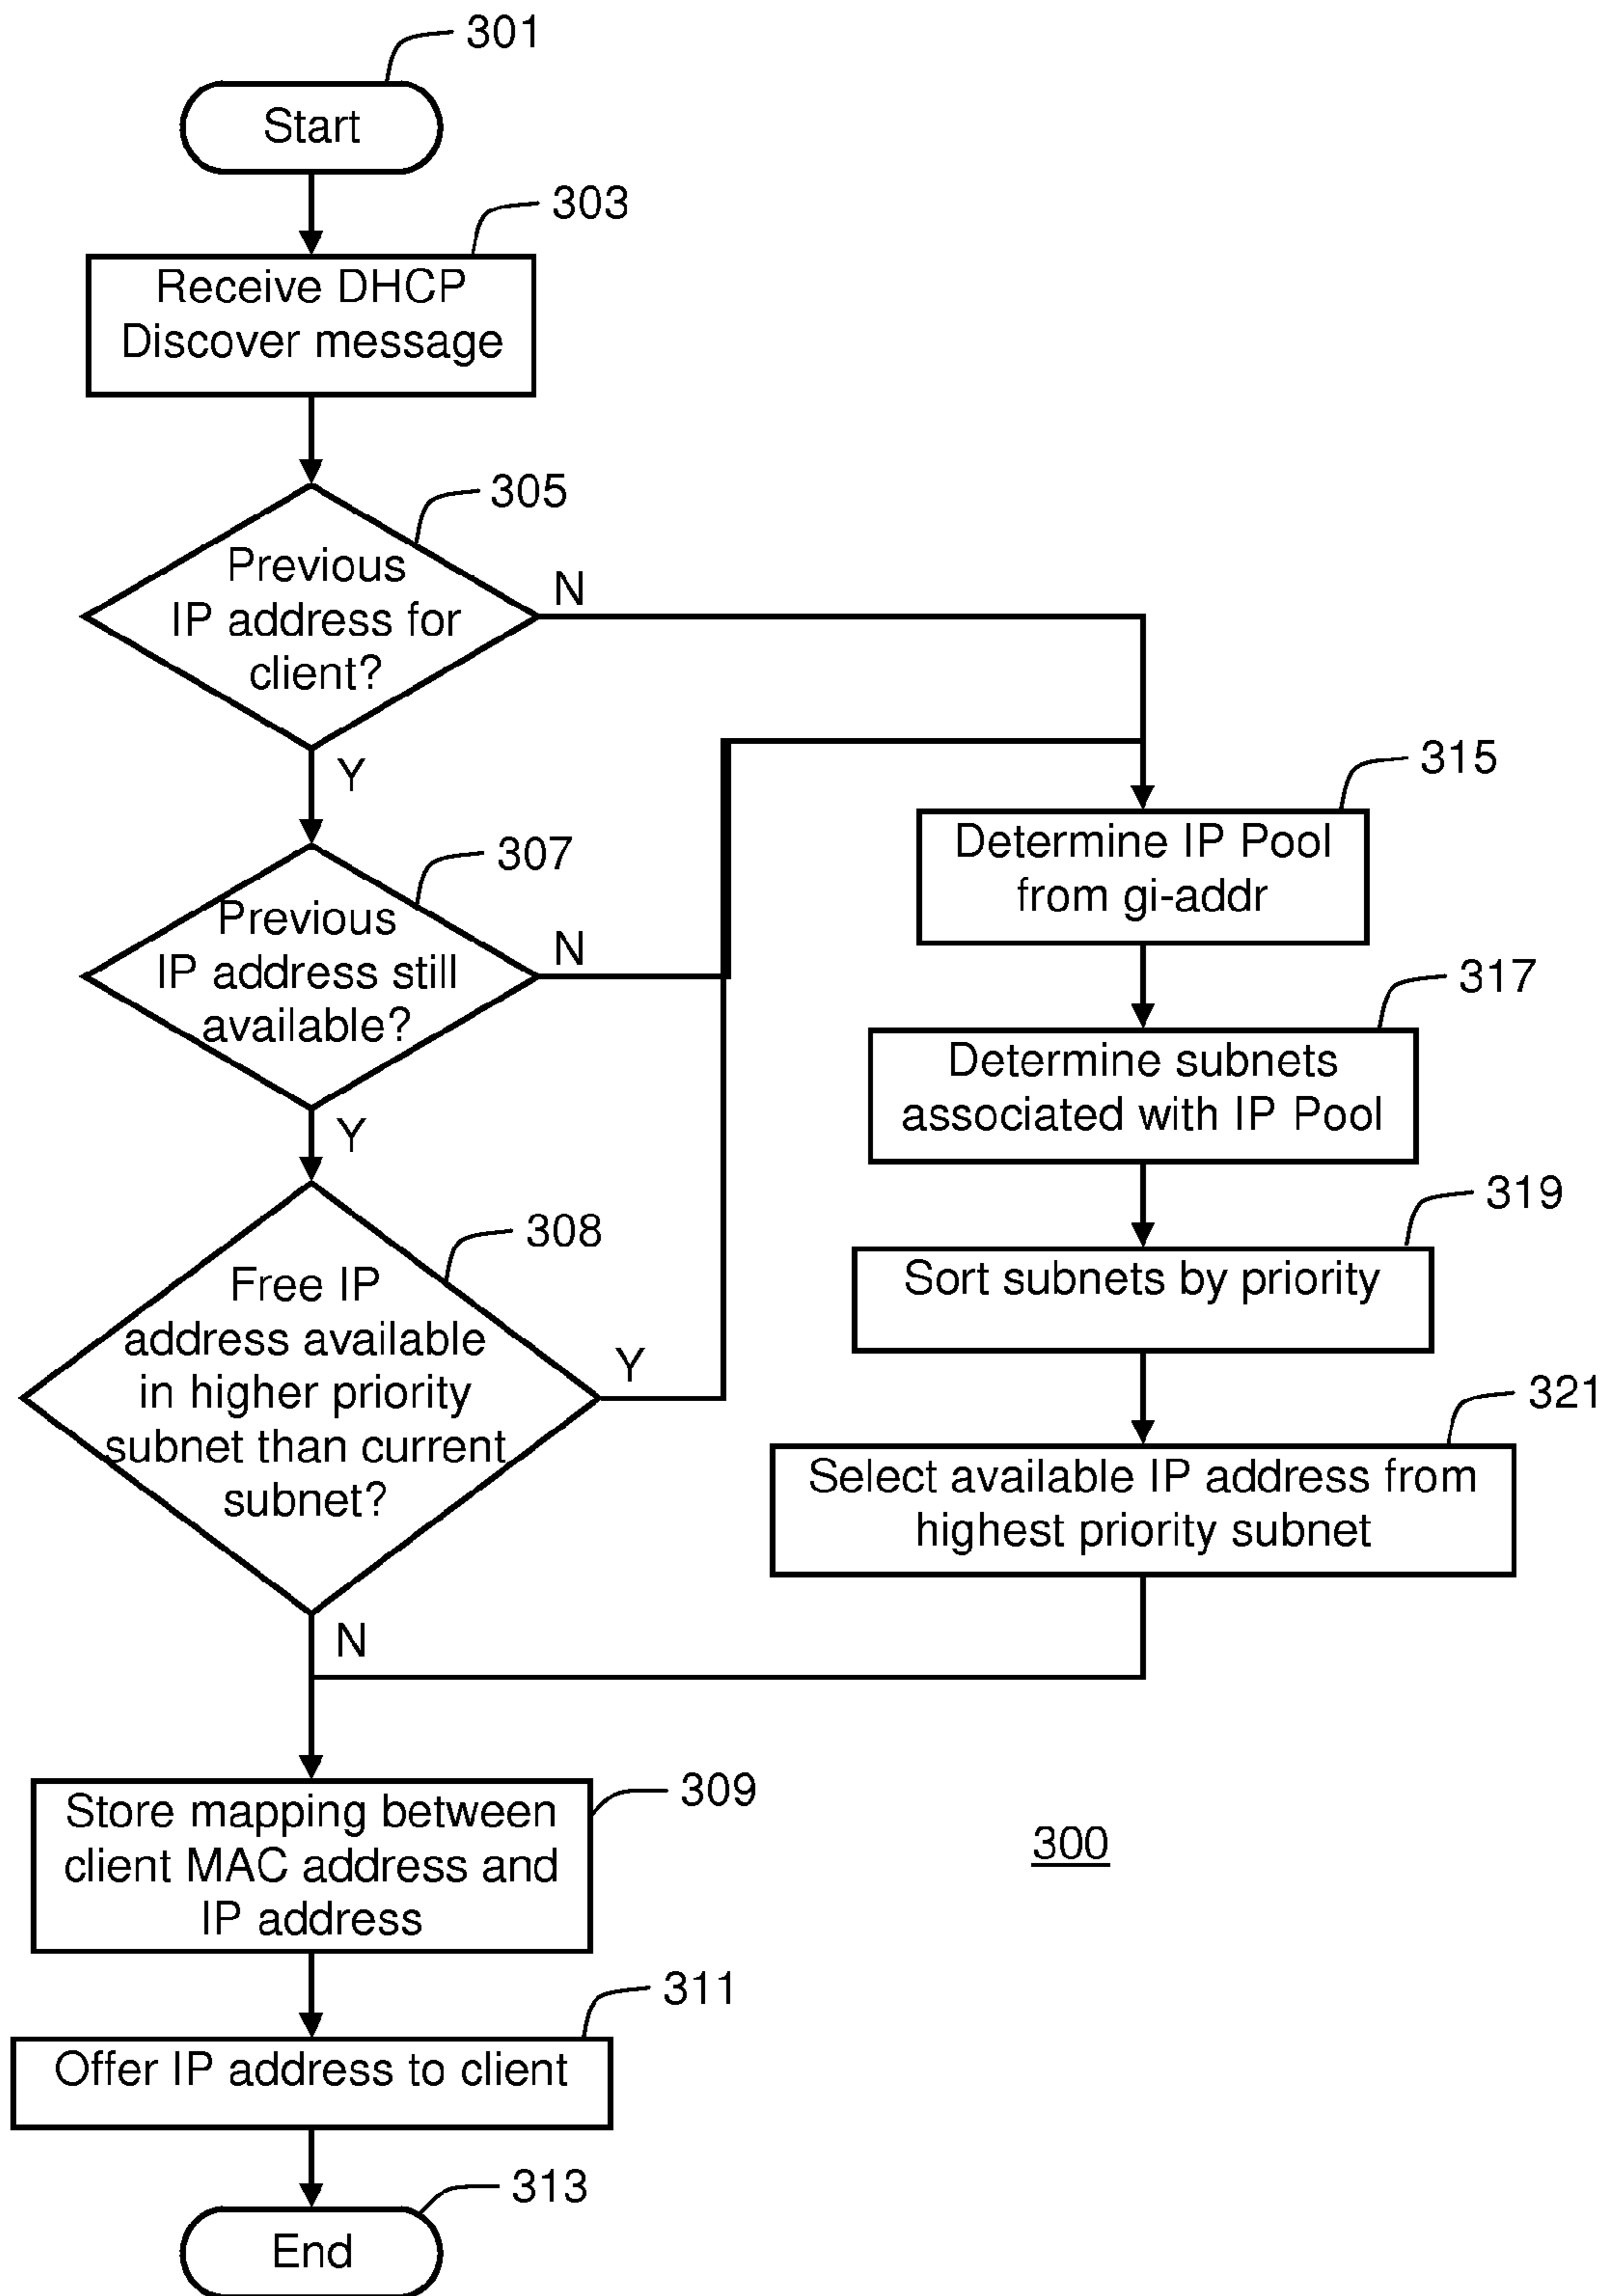 301
Start
303
Receive DHCP
Discover message
305
Previous
IP address for
client?
N
Y
307
Previous
IP address still
available?
N
Y
308
Free IP
address available
in higher priority
subnet than current
subnet?
Y
N
315
Determine IP Pool
from gi-addr
317
Determine subnets
associated with IP Pool
319
Sort subnets by priority
321
Select available IP address from
highest priority subnet
309
Store mapping between
client MAC address and
IP address
300
311
Offer IP address to client
313
End